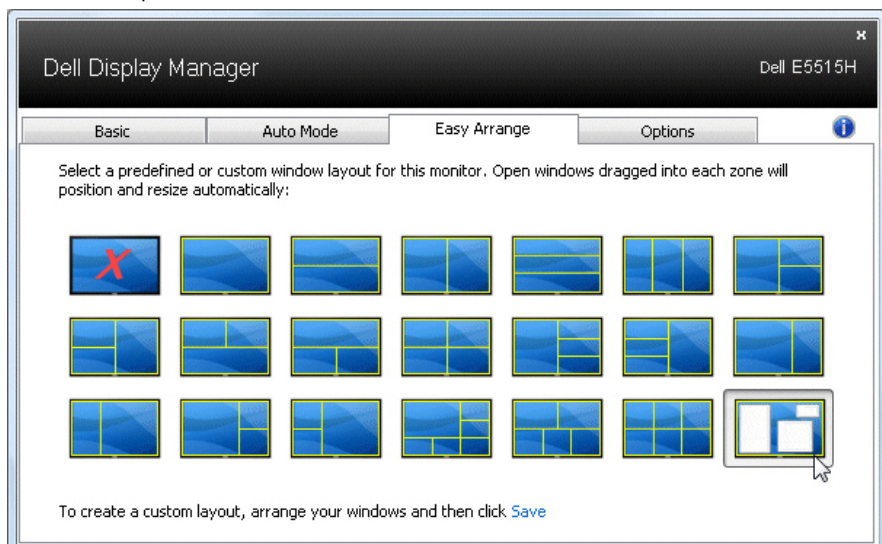 Dell Display Manager
Dell E5515H
Basic
Auto Mode
Easy Arrange
Options
Select a predefined or custom window layout for this monitor. Open windows dragged into each zone will
position and resize automatically:
To create a custom layout, arrange your windows and then click Save